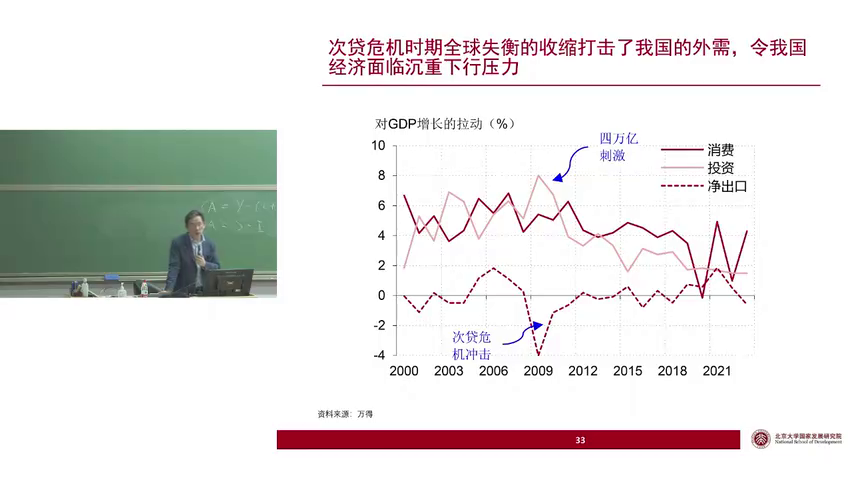 次贷危机时期全球失衡的收缩打击了我国的外需，令我国
经济面临沉重下行压力
对GDP增长的拉动（%）
四万亿
刺激
消费
投资
净出口
10
8
6
4
2
0
-2
-4
次贷危
机冲击
2000 2003 2006 2009 2012 2015 2018 2021
资料来源：万得
33
北京大学国家发展研究院
National School of Development